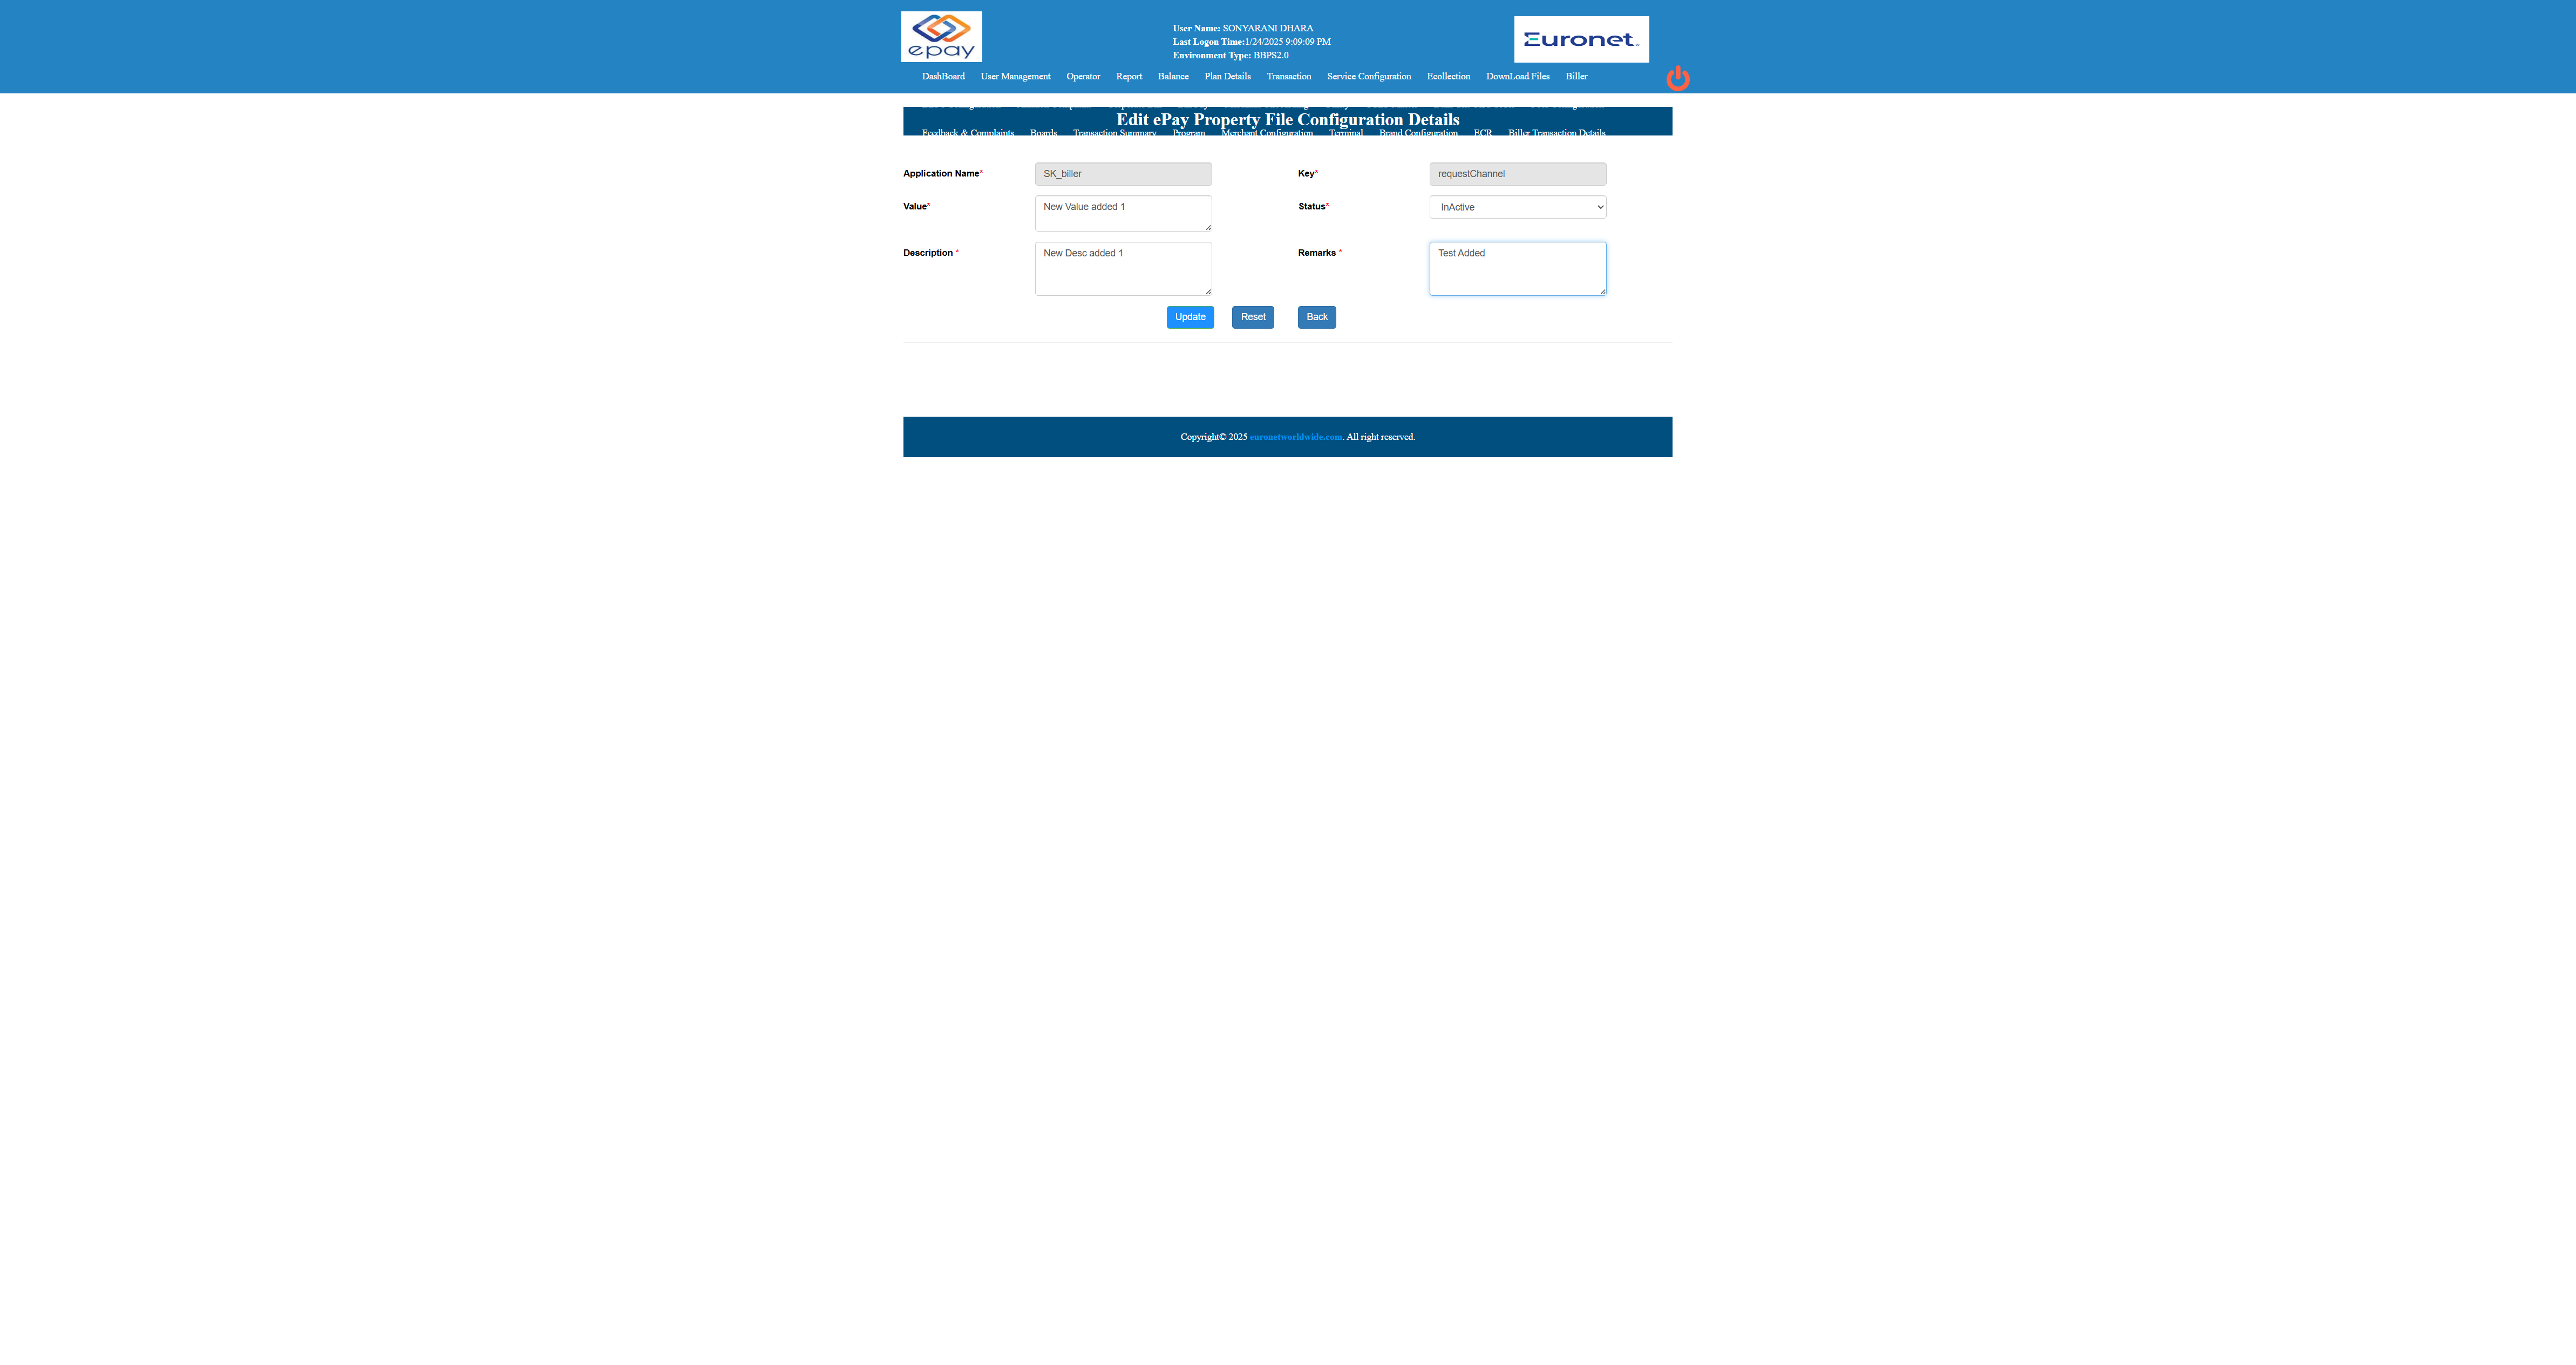 epay
User Name: SONYARANI DHARA
Last Logon Time:1/24/2025 9:09:09 PM
Environment Type: BBPS2.0
Euronet
DashBoard User Management Operator Report Balance Plan Details Transaction Service Configuration Ecollection DownLoad Files Biller
Edit ePay Property File Configuration Details
Feedback & Complaints Boards Transaction Summary Program Merchant Configuration Terminal Brand Configuration ECR Biller Transaction Details
Application Name* SK_biller Key* requestChannel
Value* New Value added 1 Status* InActive
Description * New Desc added 1 Remarks * Test Added
Update Reset Back
Copyright© 2025 euronetworldwide.com. All right reserved.